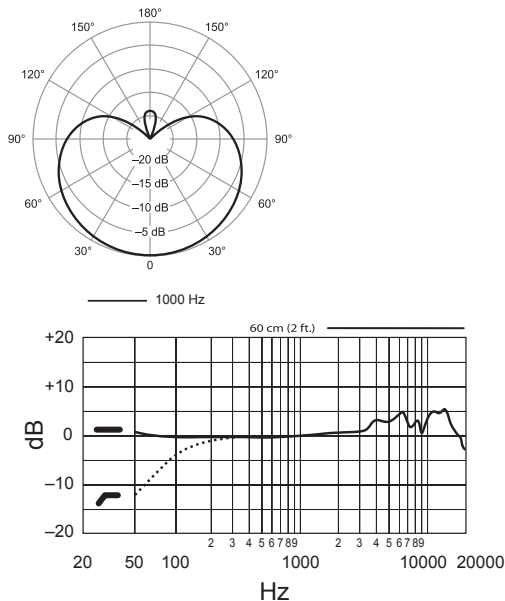 180°
150° 150°
120° 120°
90° 90°
–20 dB
–15 dB
–10 dB
–5 dB
60° 60°
30° 30°
0
1000 Hz
60 cm (2 ft.)
+20
+10
dB
0
–10
–20
2 3 4 5 6 7 8 9 2 3 4 5 6 7 8 9
20 50 100 1000 10000 20000
Hz